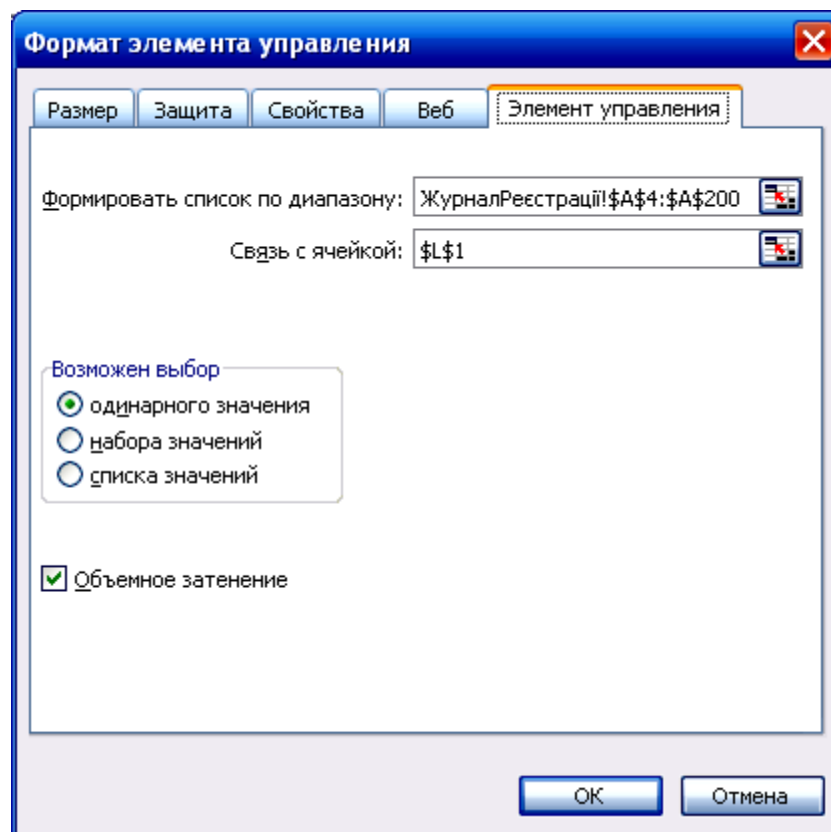 Формат элемента управления
Размер Защита Свойства Веб Элемент управления
Формировать список по диапазону: ЖурналРеєстрації!$A$4:$A$200
Связь с ячейкой: $L$1
Возможен выбор
одинарного значения
набора значений
списка значений
Объемное затенение
ОК Отмена